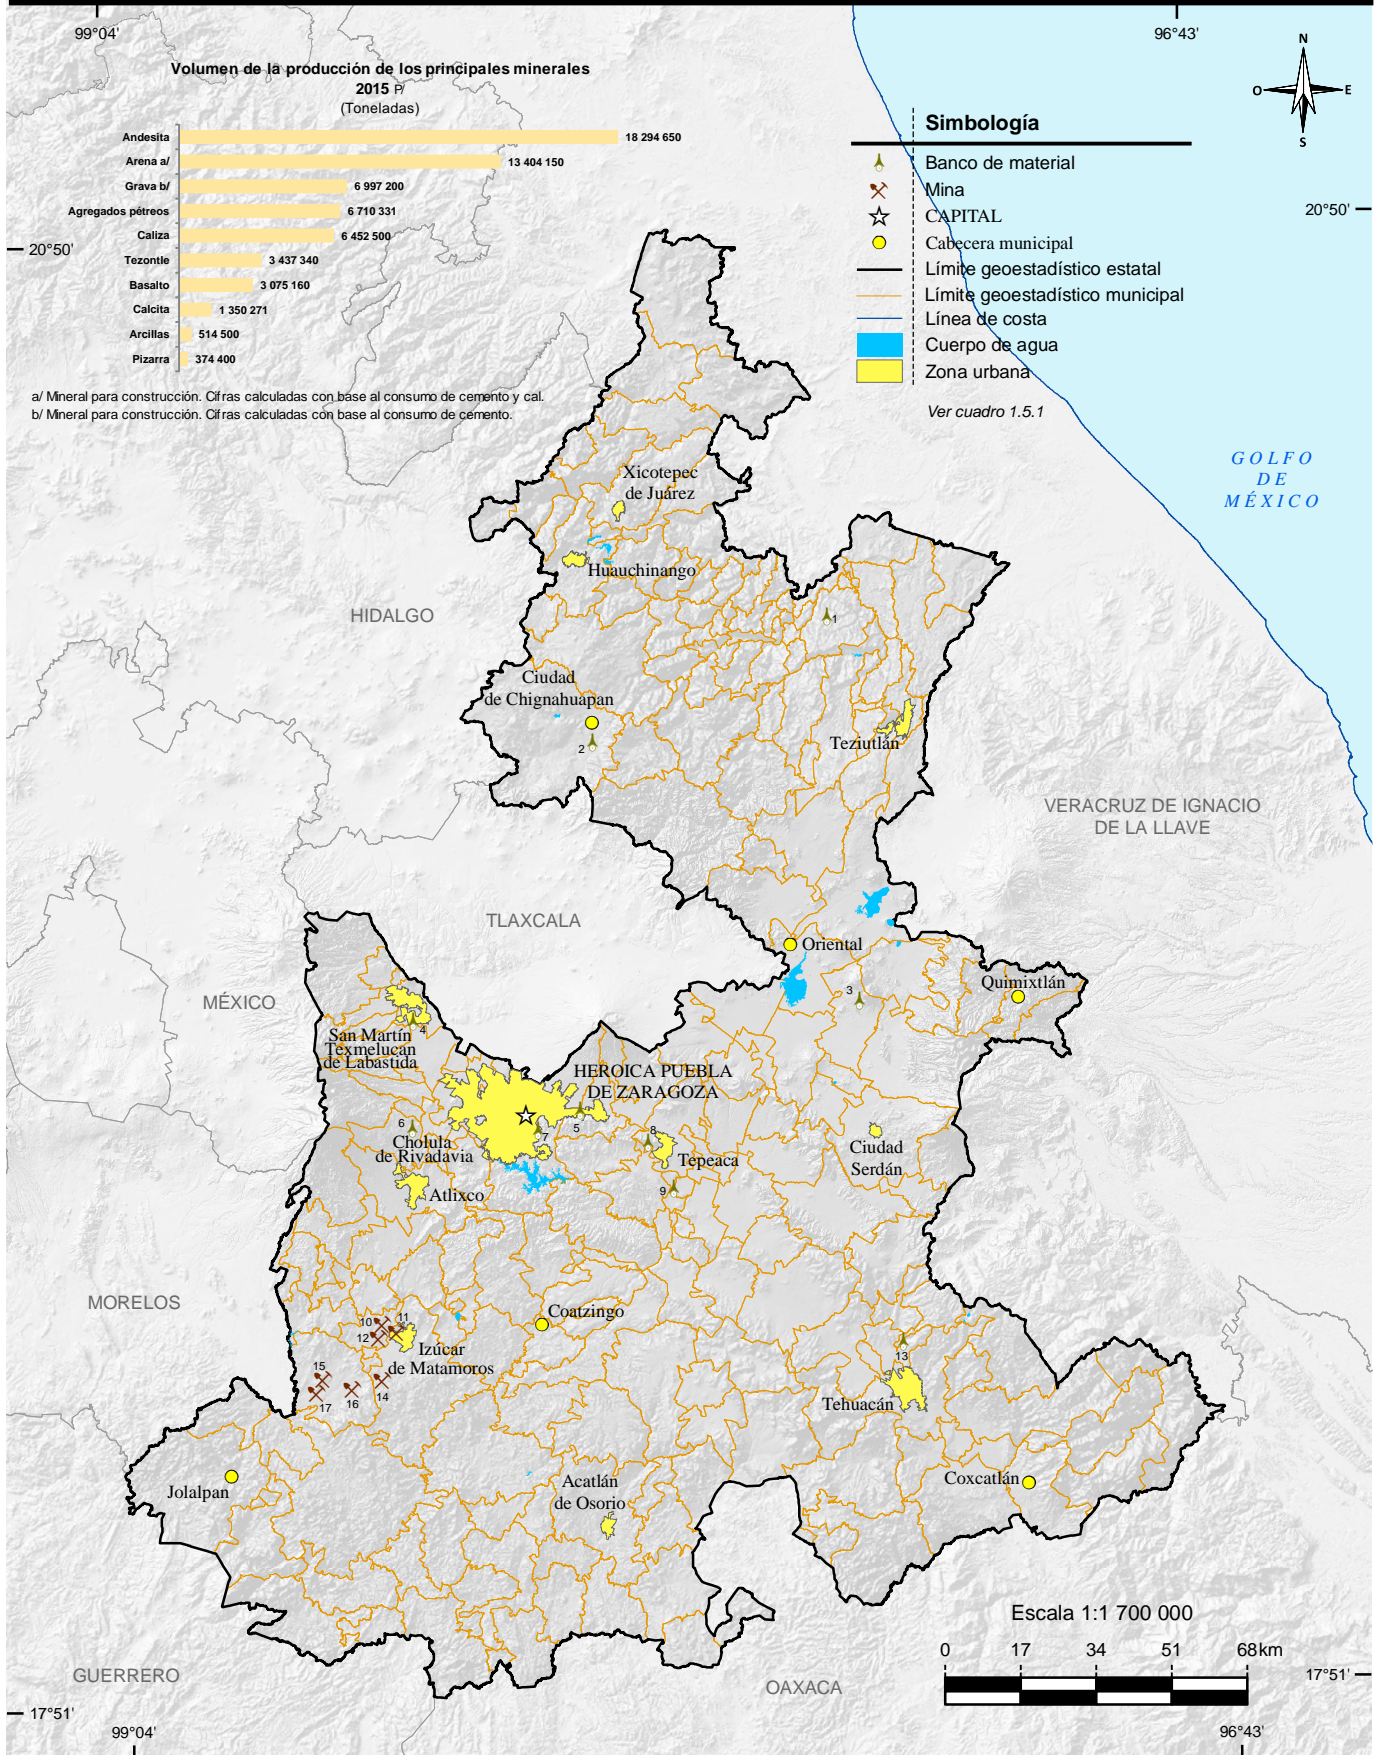 99°04'
96°43'
Volumen de la producción de los principales minerales
2015 P/
(Toneladas)
Andesita 18 294 650
Arena a/ 13 404 150
Grava b/ 6 997 200
Agregados pétreos 6 710 331
Caliza 6 452 500
Tezontle 3 437 340
Basalto 3 075 160
Calcita 1 350 271
Arcillas 514 500
Pizarra 374 400
a/ Mineral para construcción. Cifras calculadas con base al consumo de cemento y cal.
b/ Mineral para construcción. Cifras calculadas con base al consumo de cemento.
N
O E
S
Simbología
Banco de material
Mina
CAPITAL
Cabecera municipal
Límite geoestadístico estatal
Límite geoestadístico municipal
Línea de costa
Cuerpo de agua
Zona urbana
Ver cuadro 1.5.1
20°50'
20°50'
GOLFO
DE
MÉXICO
Xicotepec
de Juárez
Huauchinango
HIDALGO
1
Ciudad
de Chignahuapan
2
Teziutlán
VERACRUZ DE IGNACIO
DE LA LLAVE
TLAXCALA
Oriental
Quimixtlán
3
MÉXICO
4
San Martín
Texmelucan
de Labastida
HEROICA PUEBLA
DE ZARAGOZA
5
6
7
8
Cholula
de Rivadavia
Tepeaca
Ciudad
Serdán
Atlixco
9
MORELOS
Coatzingo
10
11
12
Izúcar
de Matamoros
13
15
14
16
17
Tehuacán
Jolalpan
Acatlán
de Osorio
Coxcatlán
Escala 1:1 700 000
0 17 34 51 68km
GUERRERO
OAXACA
17°51'
17°51'
99°04'
96°43'